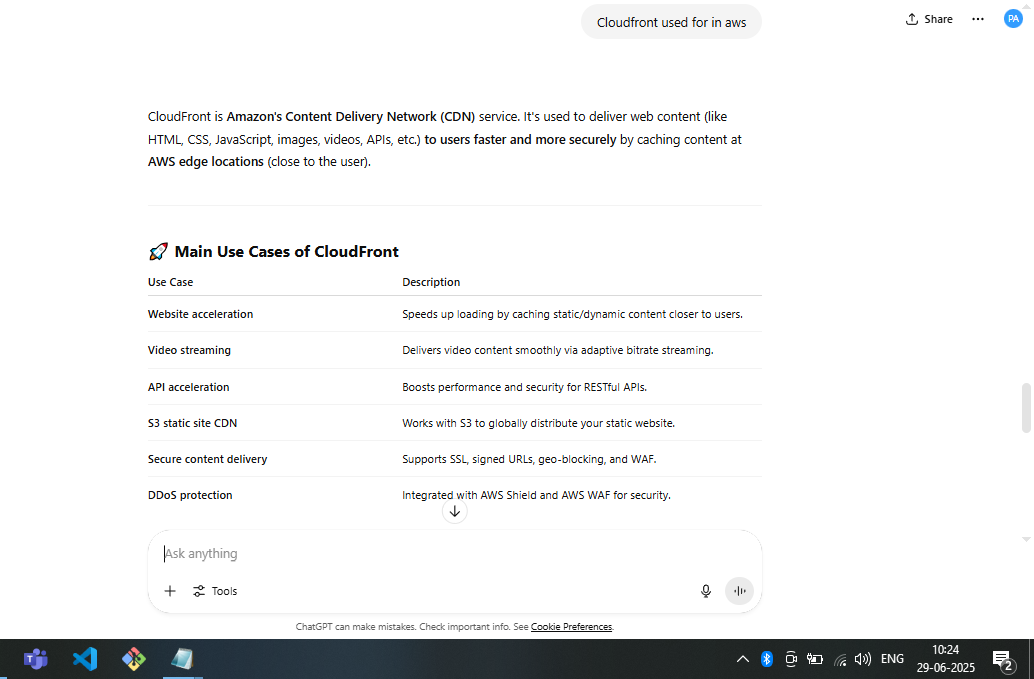 Cloudfront used for in aws
Share
PA
CloudFront is Amazon's Content Delivery Network (CDN) service. It's used to deliver web content (like
HTML, CSS, JavaScript, images, videos, APIs, etc.) to users faster and more securely by caching content at
AWS edge locations (close to the user).
🚀 Main Use Cases of CloudFront
Use Case Description
Website acceleration Speeds up loading by caching static/dynamic content closer to users.
Video streaming Delivers video content smoothly via adaptive bitrate streaming.
API acceleration Boosts performance and security for RESTful APIs.
S3 static site CDN Works with S3 to globally distribute your static website.
Secure content delivery Supports SSL, signed URLs, geo-blocking, and WAF.
DDoS protection Integrated with AWS Shield and AWS WAF for security.
Ask anything
Tools
ChatGPT can make mistakes. Check important info. See Cookie Preferences.
ENG
10:24
29-06-2025
2